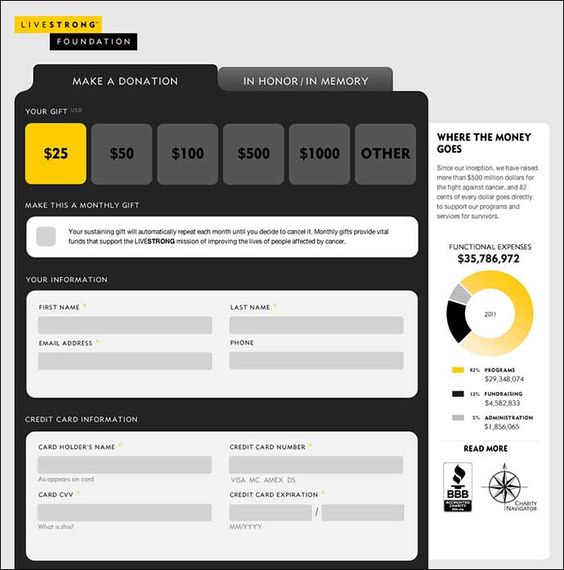 LIVESTRONG
FOUNDATION
MAKE A DONATION
IN HONOR / IN MEMORY
YOUR GIFT USD
$25
$50
$100
$500
$1000
OTHER
MAKE THIS A MONTHLY GIFT
Your sustaining gift will automatically repeat each month until you decide to cancel it. Monthly gifts provide vital
funds that support the LIVESTRONG mission of improving the lives of people affected by cancer.
YOUR INFORMATION
FIRST NAME *
LAST NAME *
EMAIL ADDRESS *
PHONE
CREDIT CARD INFORMATION
CARD HOLDER'S NAME *
As appears on card
CREDIT CARD NUMBER *
VISA MC AMEX DS
CARD CVV *
What is this?
CREDIT CARD EXPIRATION *
/
MM/YYYY
WHERE THE MONEY
GOES
Since our inception, we have raised
more than $500 million dollars for
the fight against cancer, and 82
cents of every dollar goes directly
to support our programs and
services for survivors.
FUNCTIONAL EXPENSES
$35,786,972
2011
82% PROGRAMS
$29,348,074
13% FUNDRAISING
$4,582,833
5% ADMINISTRATION
$1,856,065
READ MORE
BBB
ACCREDITED
CHARITY
CHARITY
NAVIGATOR